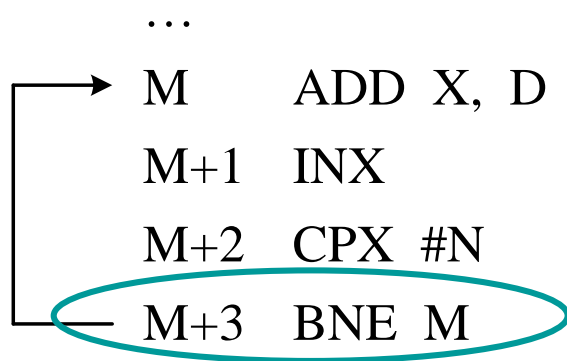 …
M ADD X, D
M+1 INX
M+2 CPX #N
M+3 BNE M